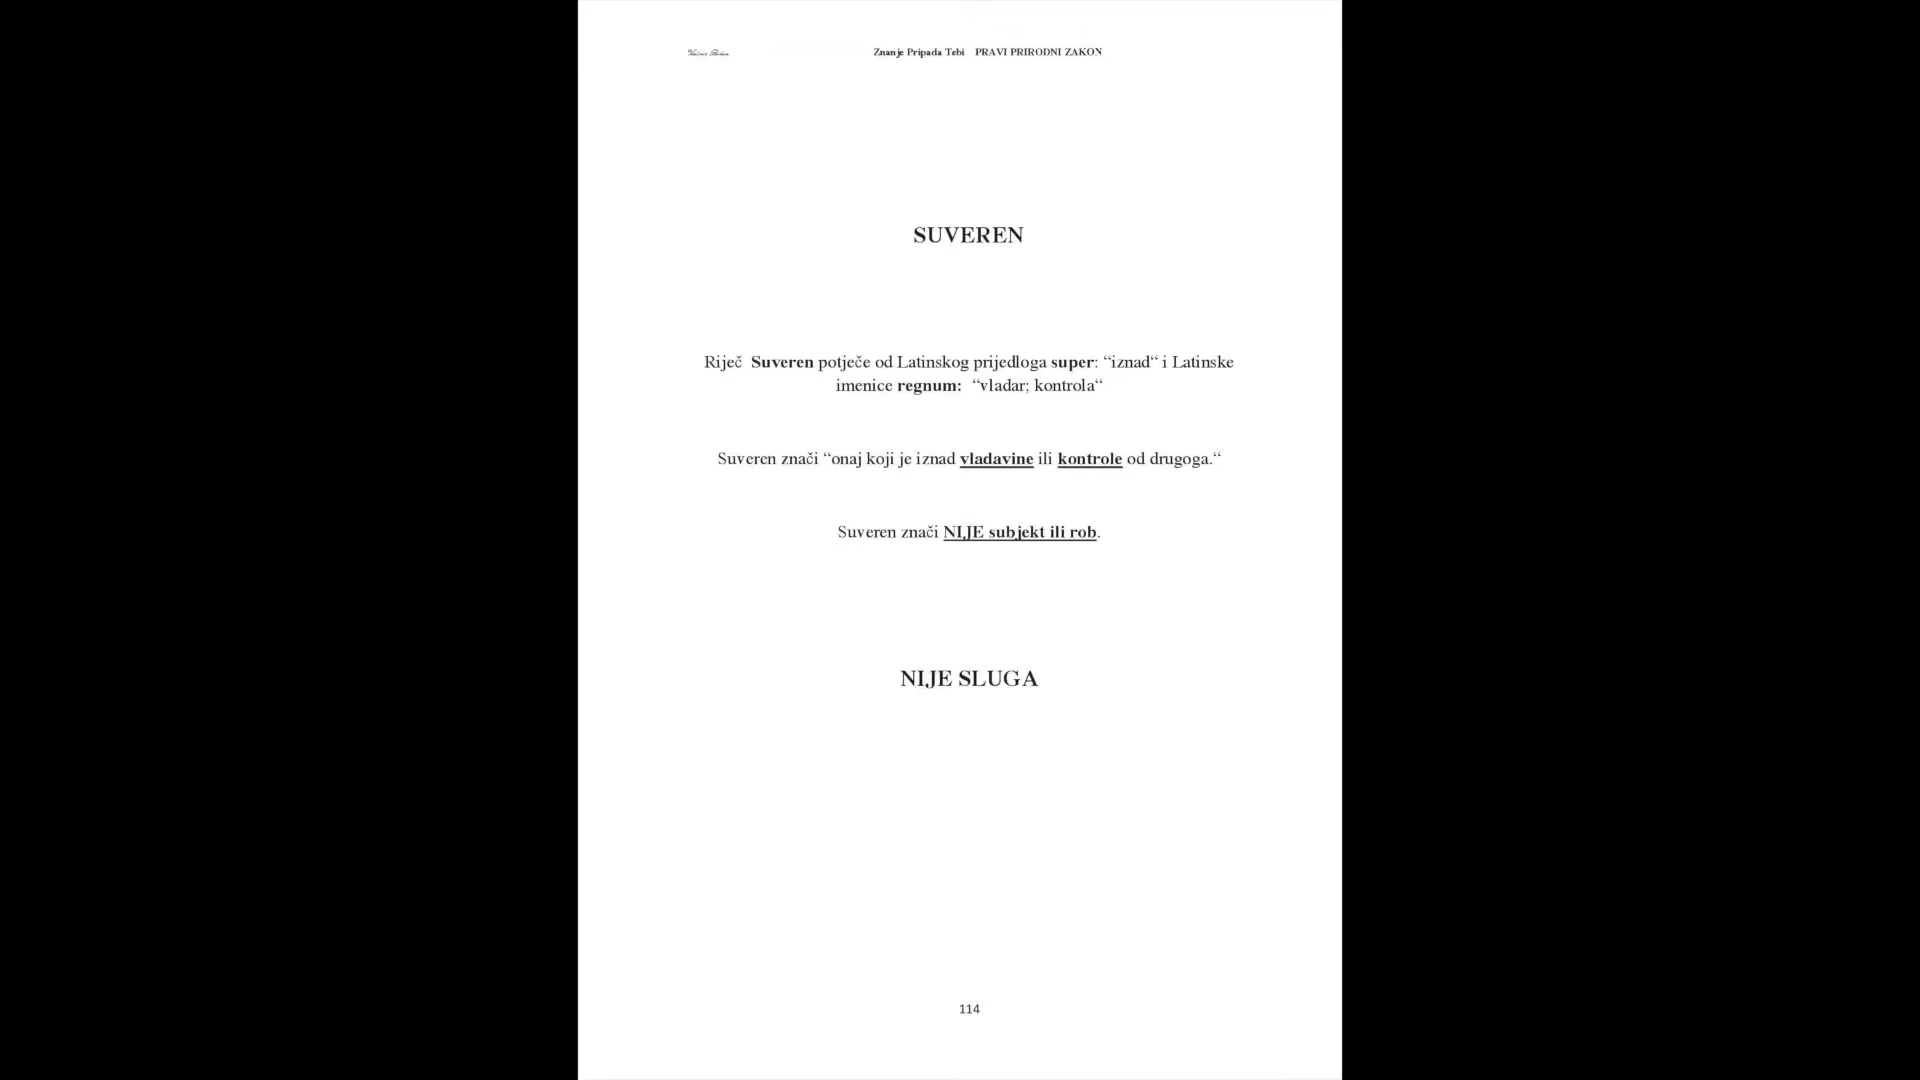 Znanje Pripada Tebi PRAVI PRIRODNI ZAKON
SUVEREN
Riječ Suveren potječe od Latinskog prijedloga super: “iznad“ i Latinske
imenice regnum: “vladar; kontrola“
Suveren znači “onaj koji je iznad vladavine ili kontrole od drugoga.“
Suveren znači NIJE subjekt ili rob.
NIJE SLUGA
114